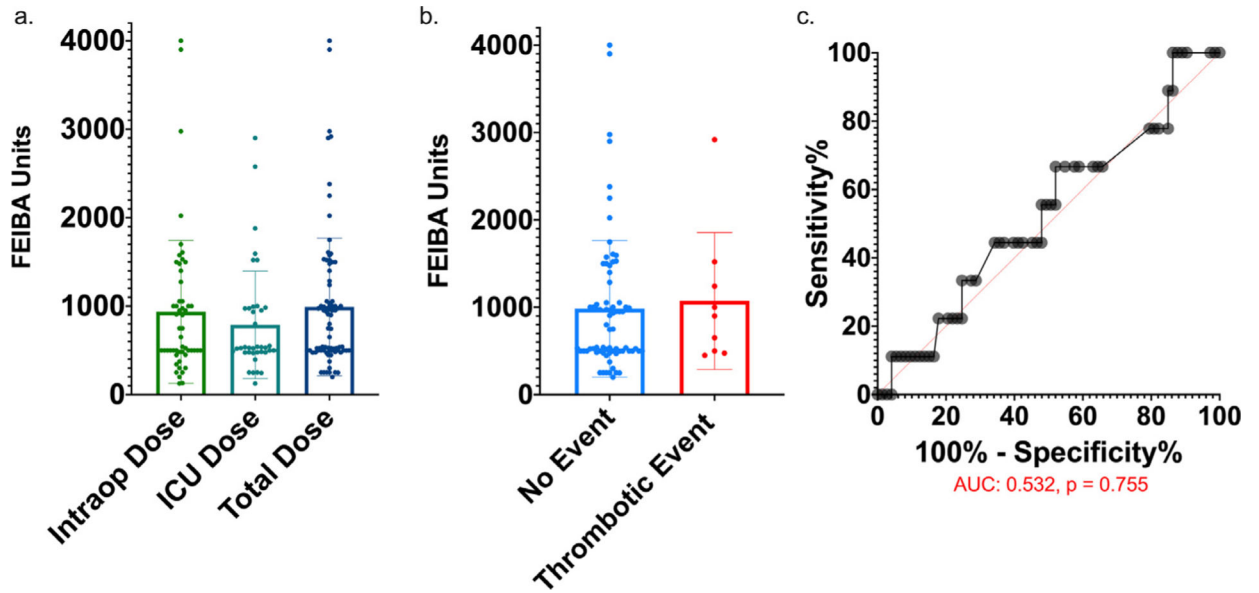 a.
FEIBA Units
4000
3000
2000
1000
0
Intraop Dose
ICU Dose
Total Dose
b.
FEIBA Units
4000
3000
2000
1000
0
No Event
Thrombotic Event
c.
Sensitivity%
100
80
60
40
20
0
0 20 40 60 80 100
100% - Specificity%
AUC: 0.532, p = 0.755